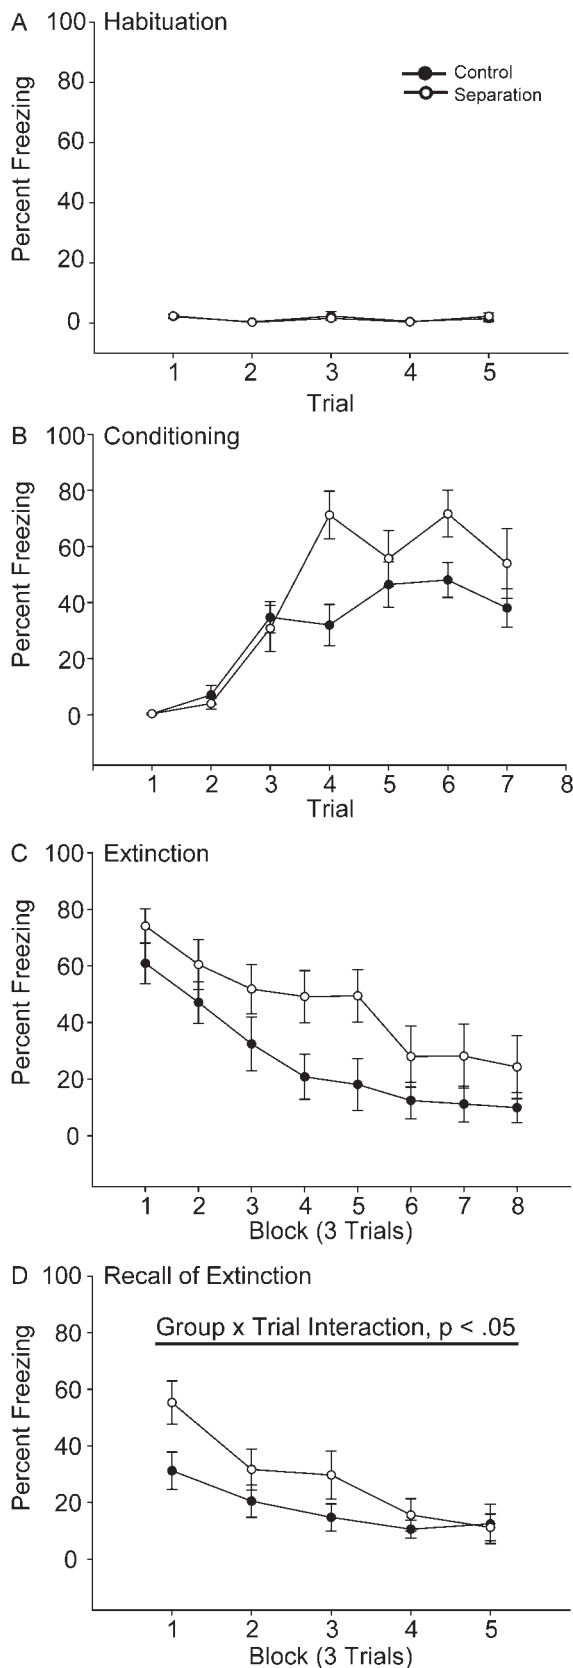 A 100 Habituation
Control
Separation
80
60
40
20
0
Percent Freezing
1 2 3 4 5
Trial
B 100 Conditioning
80
60
40
20
0
Percent Freezing
1 2 3 4 5 6 7 8
Trial
C 100 Extinction
80
60
40
20
0
Percent Freezing
1 2 3 4 5 6 7 8
Block (3 Trials)
D 100 Recall of Extinction
Group x Trial Interaction, p < .05
80
60
40
20
0
Percent Freezing
1 2 3 4 5
Block (3 Trials)